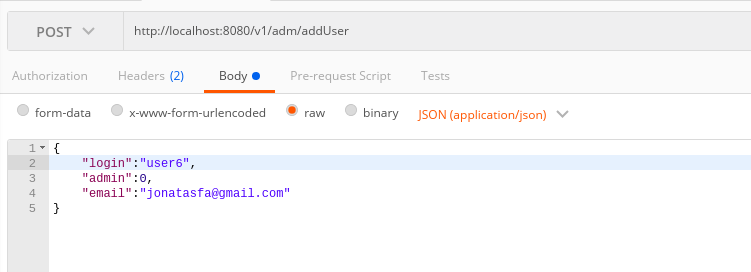 POST http://localhost:8080/v1/adm/addUser
Authorization Headers (2) Body Pre-request Script Tests
form-data x-www-form-urlencoded raw binary JSON (application/json)
1 {
2 "login":"user6",
3 "admin":0,
4 "email":"jonatasfa@gmail.com"
5 }